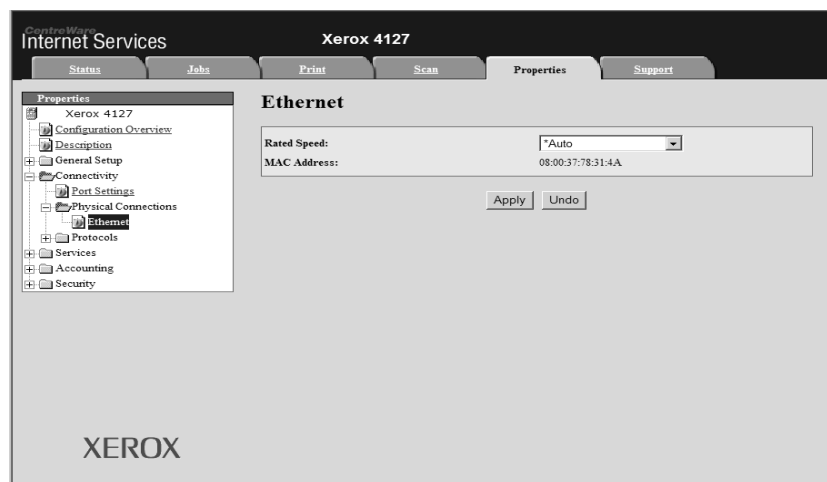 CentreWare
Internet Services
Xerox 4127
Status
Jobs
Print
Scan
Properties
Support
Properties
Xerox 4127
Configuration Overview
Description
General Setup
Connectivity
Port Settings
Physical Connections
Ethernet
Protocols
Services
Accounting
Security
Ethernet
Rated Speed: *Auto
MAC Address: 08:00:37:78:31:4A
Apply Undo
XEROX